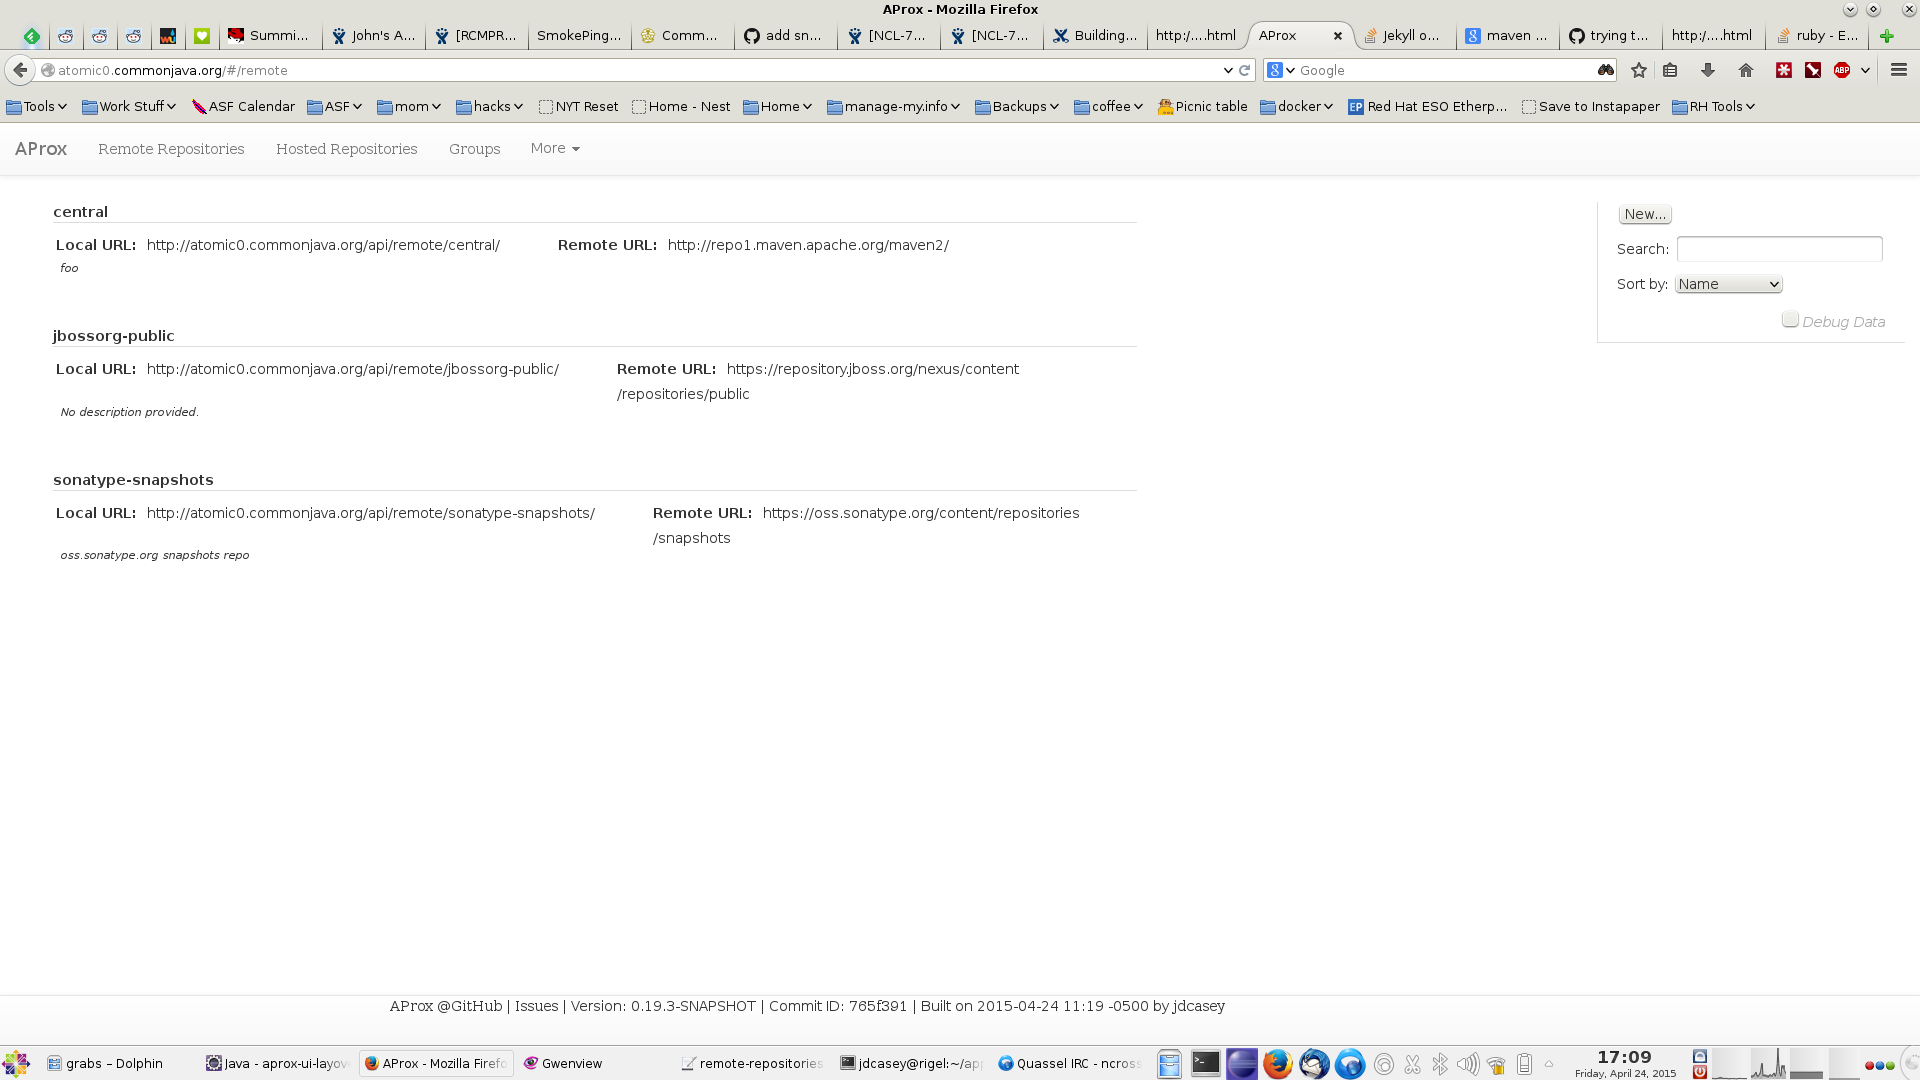 AProx - Mozilla Firefox
Summi... John's A... [RCMPR... SmokePing... Comm... add sn... [NCL-7... [NCL-7... Building... http:/....html AProx Jekyll o... maven ... trying t... http:/....html ruby - E...
atomic0.commonjava.org/#/remote Google
Tools Work Stuff ASF Calendar ASF mom hacks NYT Reset Home - Nest Home manage-my.info Backups coffee Picnic table docker EP Red Hat ESO Etherp... Save to Instapaper RH Tools
AProx Remote Repositories Hosted Repositories Groups More
central
Local URL: http://atomic0.commonjava.org/api/remote/central/ Remote URL: http://repo1.maven.apache.org/maven2/
foo
jbossorg-public
Local URL: http://atomic0.commonjava.org/api/remote/jbossorg-public/ Remote URL: https://repository.jboss.org/nexus/content
/repositories/public
No description provided.
sonatype-snapshots
Local URL: http://atomic0.commonjava.org/api/remote/sonatype-snapshots/ Remote URL: https://oss.sonatype.org/content/repositories
/snapshots
oss.sonatype.org snapshots repo
New...
Search:
Sort by: Name
Debug Data
AProx @GitHub | Issues | Version: 0.19.3-SNAPSHOT | Commit ID: 765f391 | Built on 2015-04-24 11:19 -0500 by jdcasey
grabs – Dolphin Java - aprox-ui-layov AProx - Mozilla Firefo Gwenview remote-repositories jdcasey@rigel:~/ap Quassel IRC - ncross 17:09
Friday, April 24, 2015